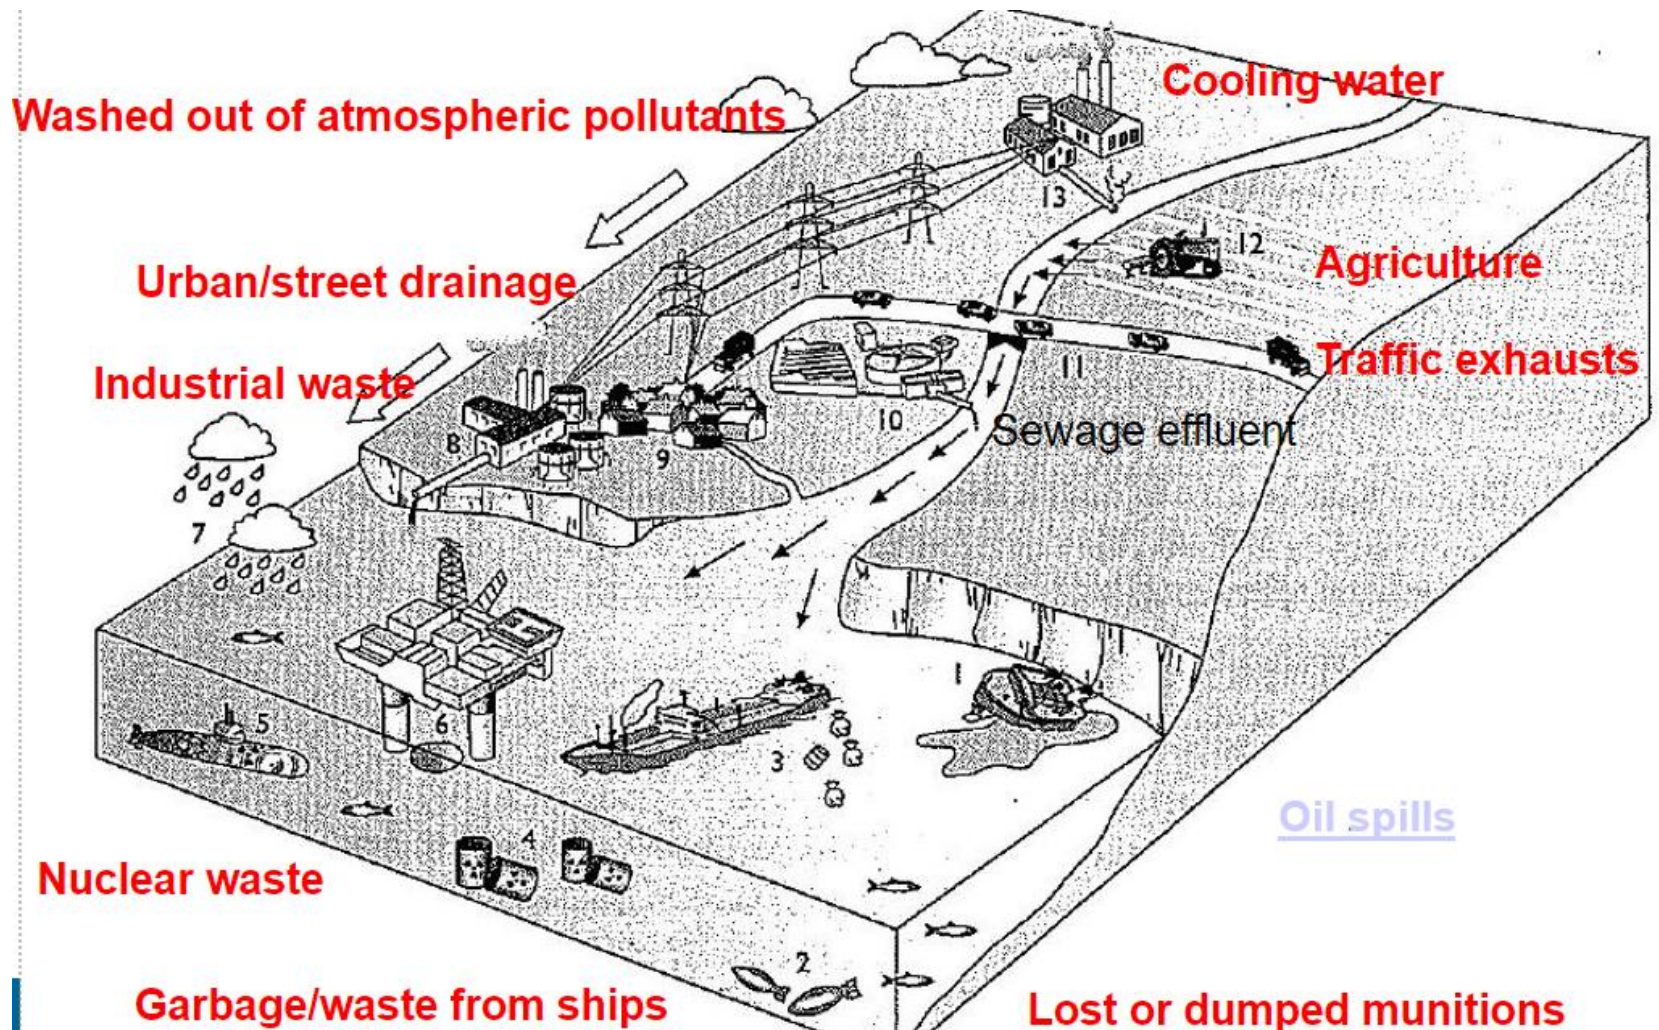 Cooling water
Washed out of atmospheric pollutants
13
12
Agriculture
Urban/street drainage
Traffic exhausts
11
Industrial waste
10
Sewage effluent
8
9
7
1
5
6
3
Oil spills
4
Nuclear waste
2
Garbage/waste from ships
Lost or dumped munitions